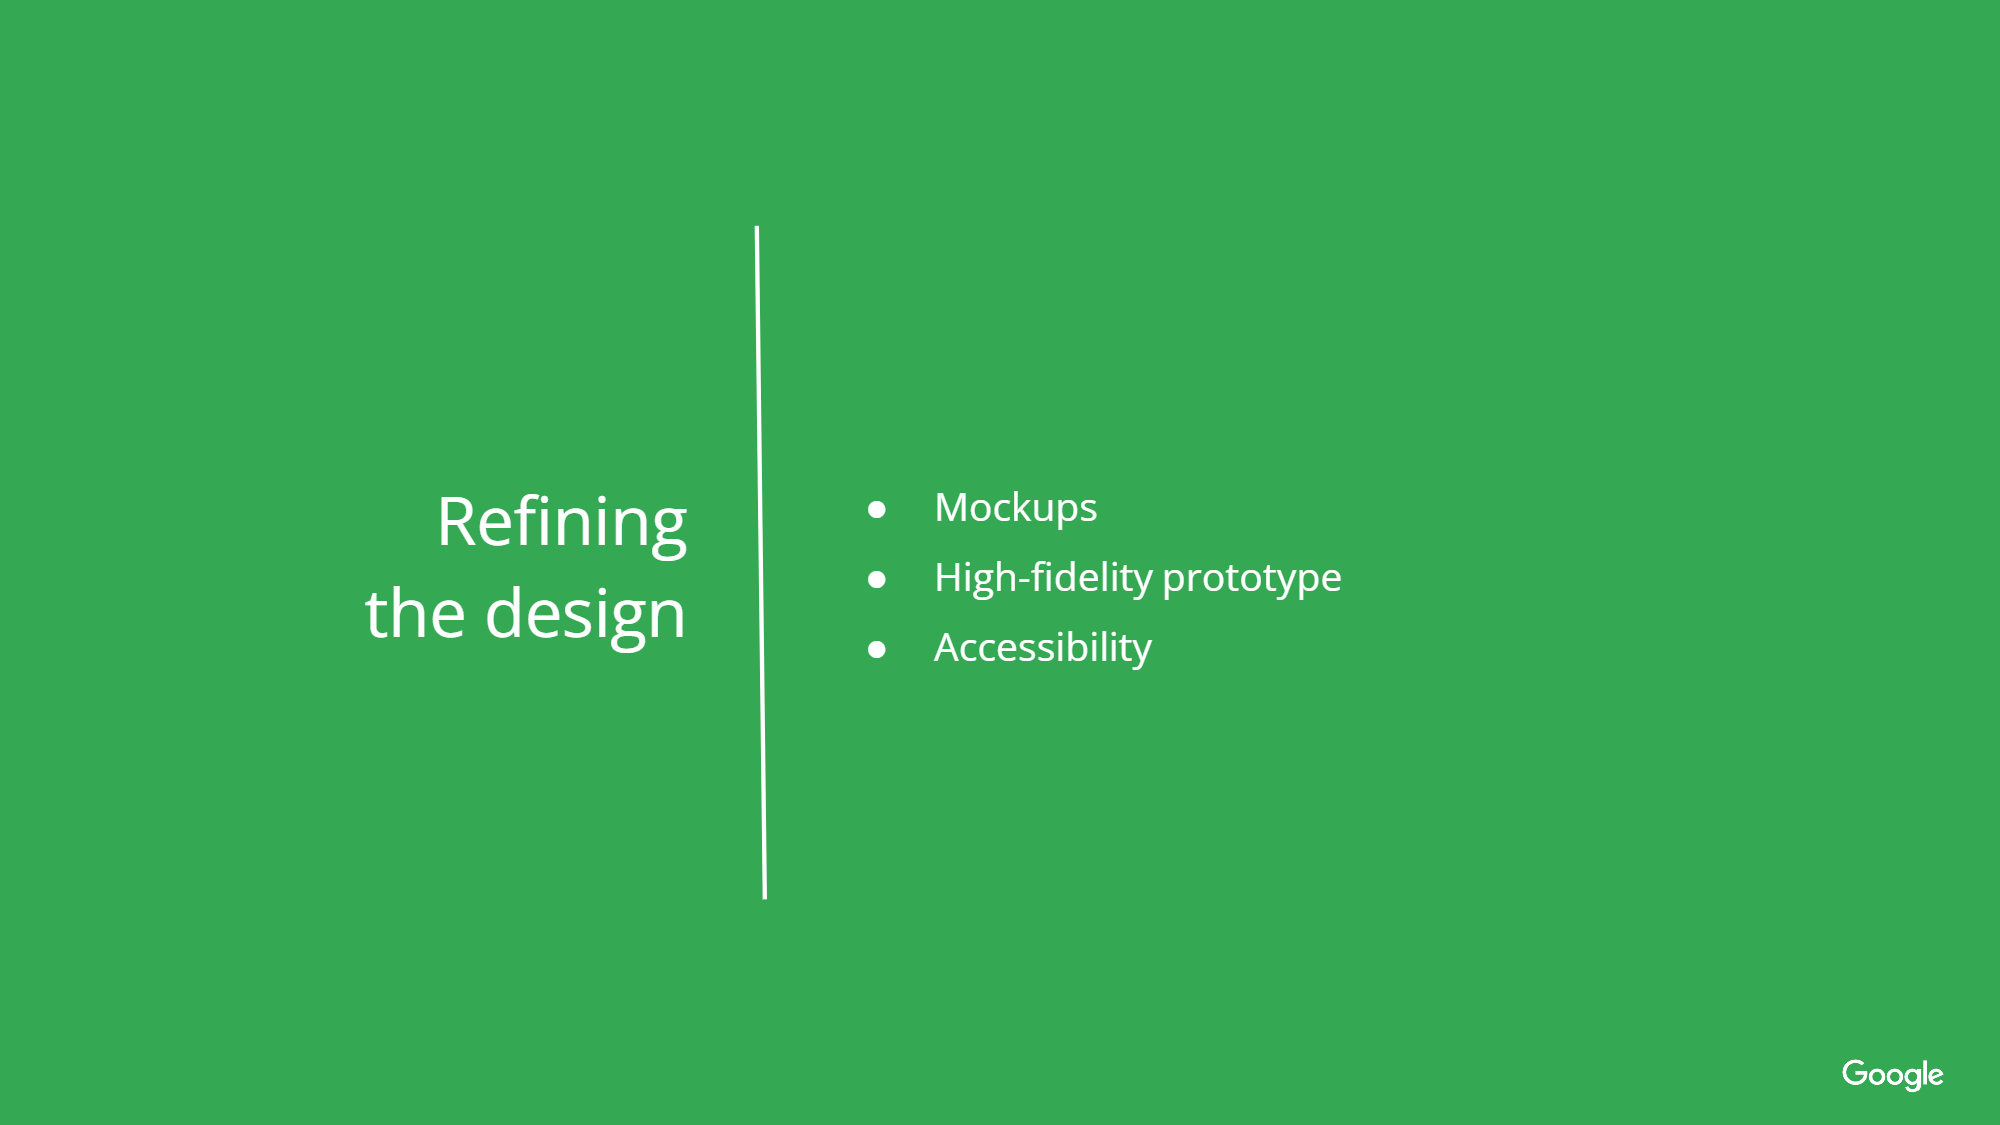 Refining
the design
● Mockups
● High-fidelity prototype
● Accessibility
Google